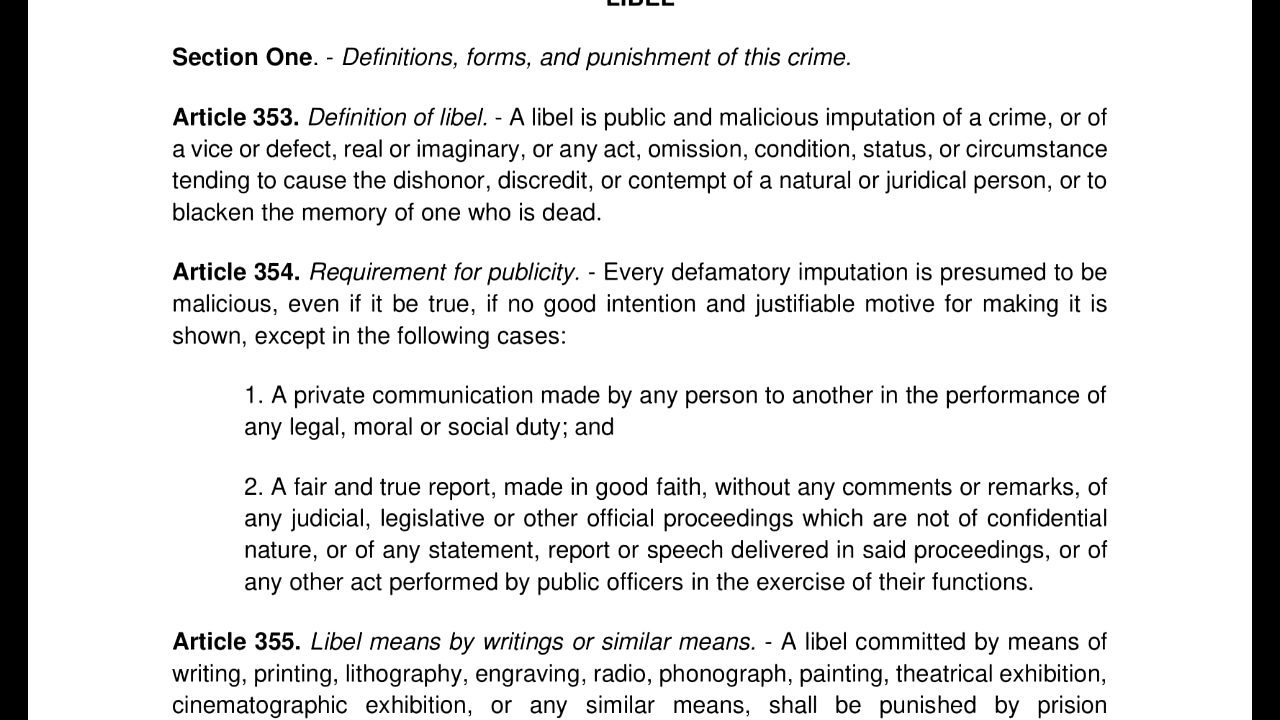 LIBEL
Section One. - Definitions, forms, and punishment of this crime.
Article 353. Definition of libel. - A libel is public and malicious imputation of a crime, or of
a vice or defect, real or imaginary, or any act, omission, condition, status, or circumstance
tending to cause the dishonor, discredit, or contempt of a natural or juridical person, or to
blacken the memory of one who is dead.
Article 354. Requirement for publicity. - Every defamatory imputation is presumed to be
malicious, even if it be true, if no good intention and justifiable motive for making it is
shown, except in the following cases:
1. A private communication made by any person to another in the performance of
any legal, moral or social duty; and
2. A fair and true report, made in good faith, without any comments or remarks, of
any judicial, legislative or other official proceedings which are not of confidential
nature, or of any statement, report or speech delivered in said proceedings, or of
any other act performed by public officers in the exercise of their functions.
Article 355. Libel means by writings or similar means. - A libel committed by means of
writing, printing, lithography, engraving, radio, phonograph, painting, theatrical exhibition,
cinematographic exhibition, or any similar means, shall be punished by prision